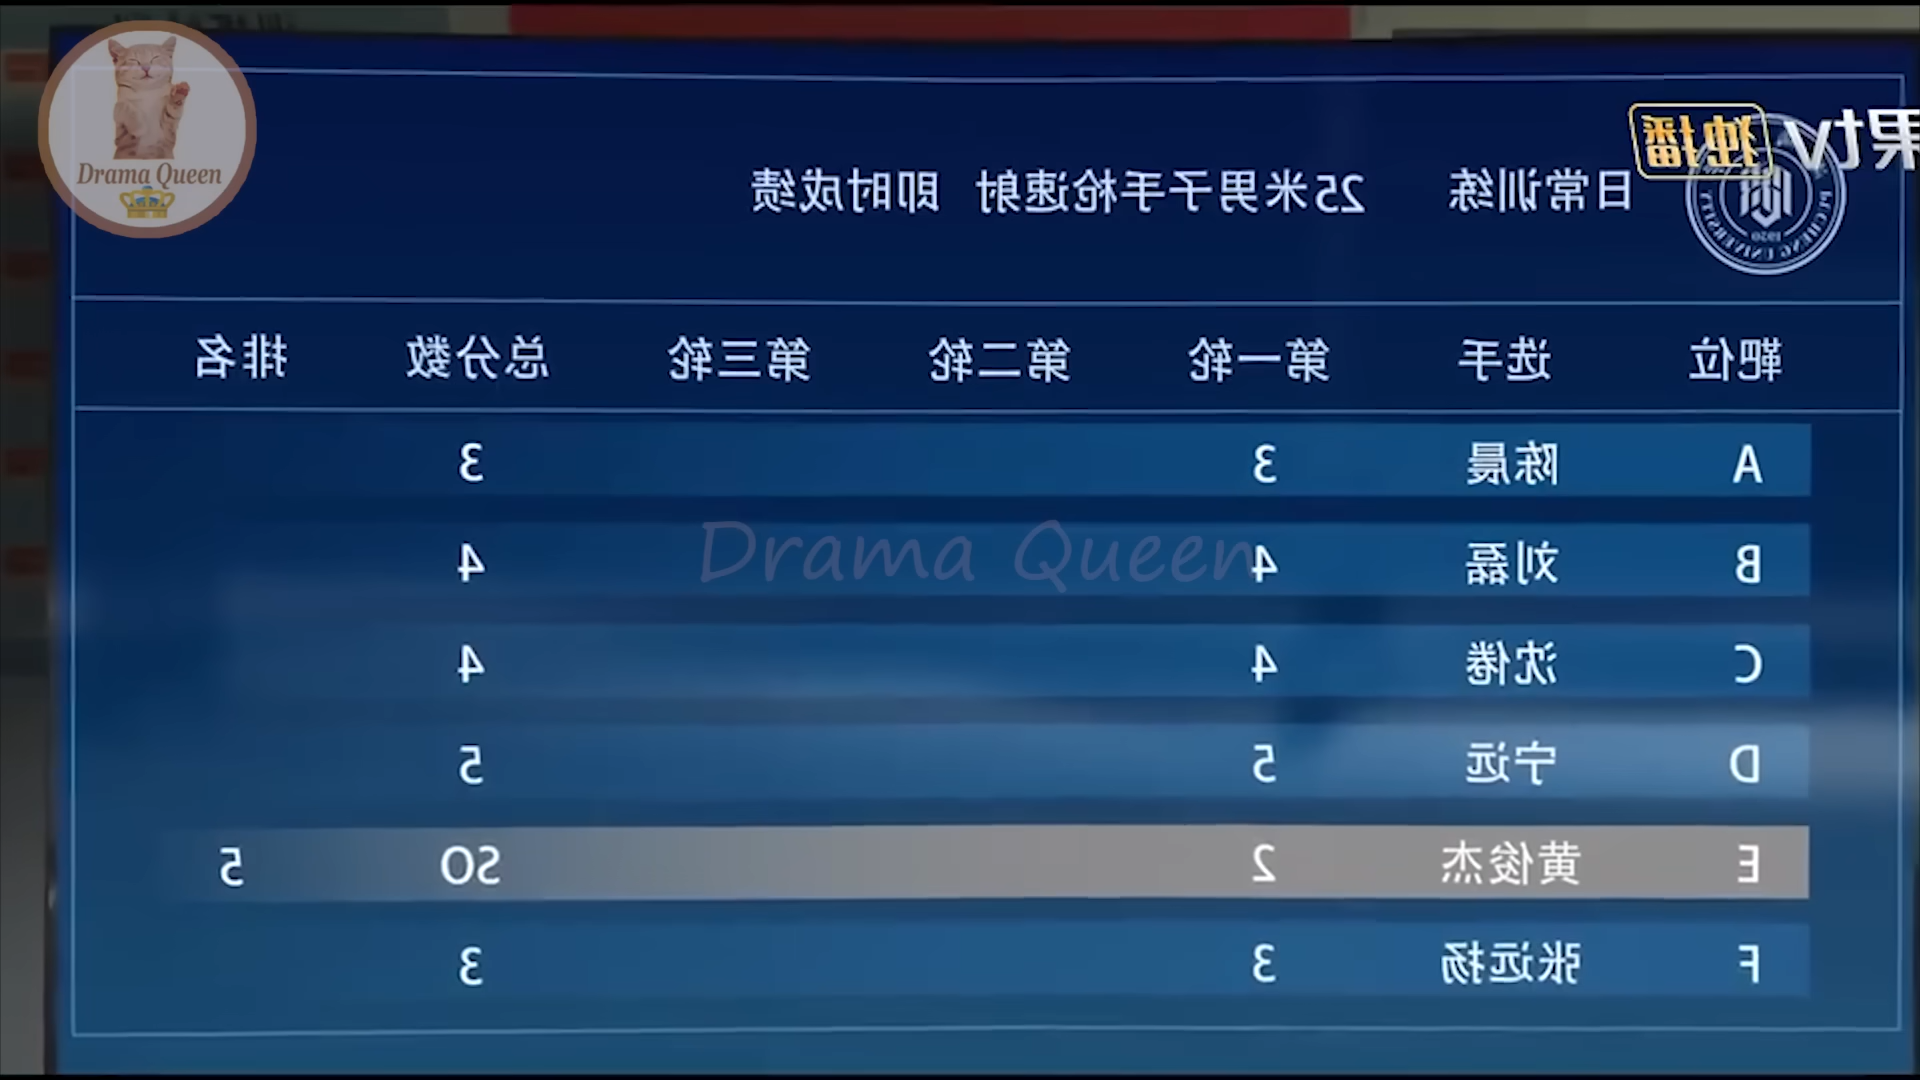 Drama Queen
独播
果tv
日常训练 25米男子手枪速射 即时成绩
1920
靶位 选手 第一轮 第二轮 第三轮 总分数 排名
A 陈晨 3 3
B 刘磊 4 4
Drama Queen
C 沈倦 4 4
D 宁远 5 5
E 黄俊杰 2 SO 5
F 张远扬 3 3